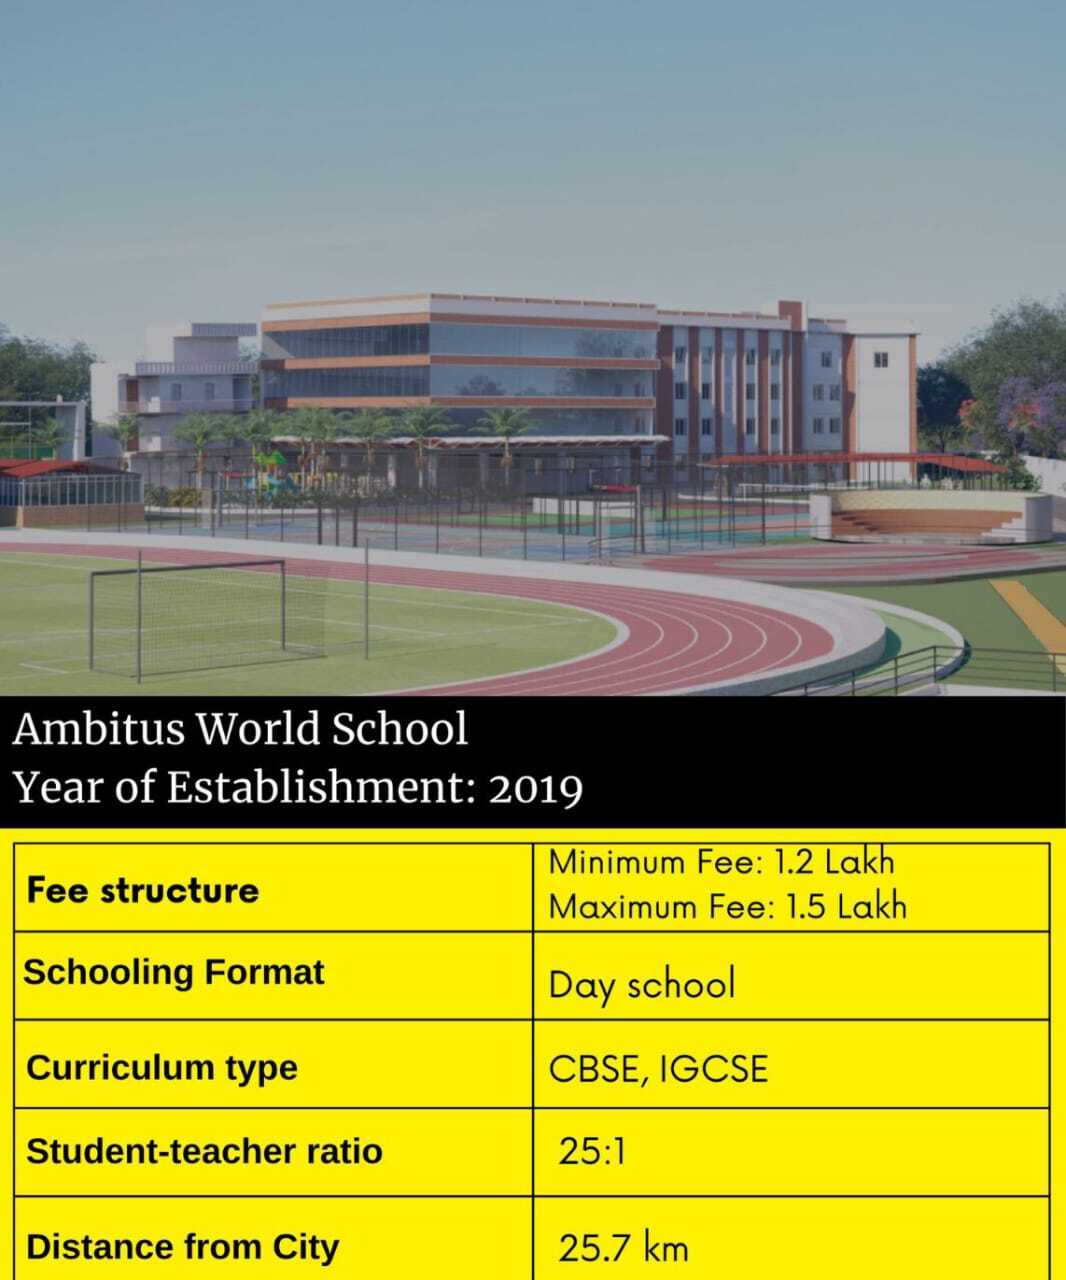 Ambitus World School
Year of Establishment: 2019
Fee structure
Minimum Fee: 1.2 Lakh
Maximum Fee: 1.5 Lakh
Schooling Format
Day school
Curriculum type
CBSE, IGCSE
Student-teacher ratio
25:1
Distance from City
25.7 km